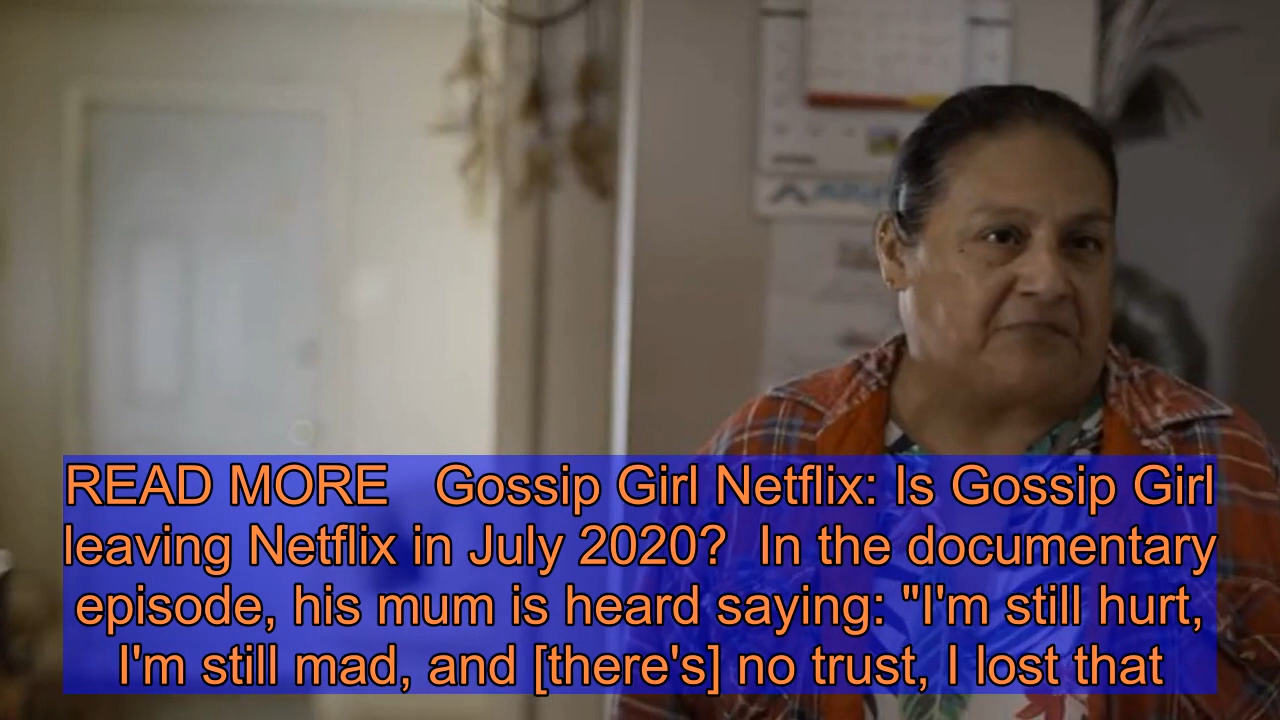 READ MORE   Gossip Girl Netflix: Is Gossip Girl
leaving Netflix in July 2020?  In the documentary
episode, his mum is heard saying: "I'm still hurt,
I'm still mad, and [there's] no trust, I lost that